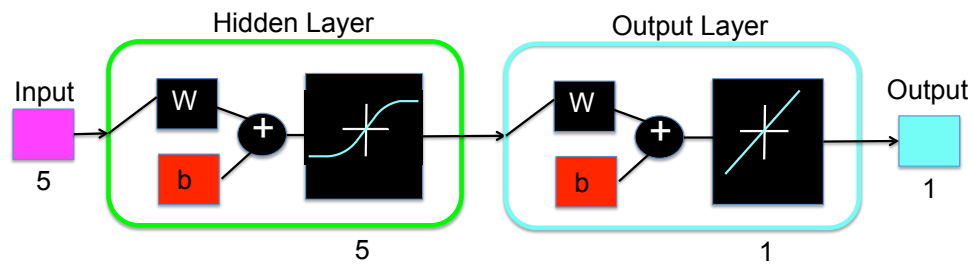 Hidden Layer
Output Layer
Input
Output
W
W
+
+
b
b
5
1
5
1